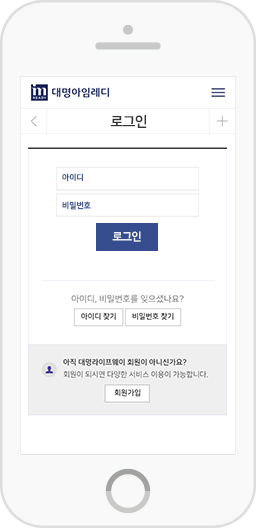 m
READY 대명아임레디
로그인
아이디
비밀번호
로그인
아이디, 비밀번호를 잊으셨나요?
아이디 찾기 비밀번호 찾기
아직 대명라이프웨이 회원이 아니신가요?
회원이 되시면 다양한 서비스 이용이 가능합니다.
회원가입